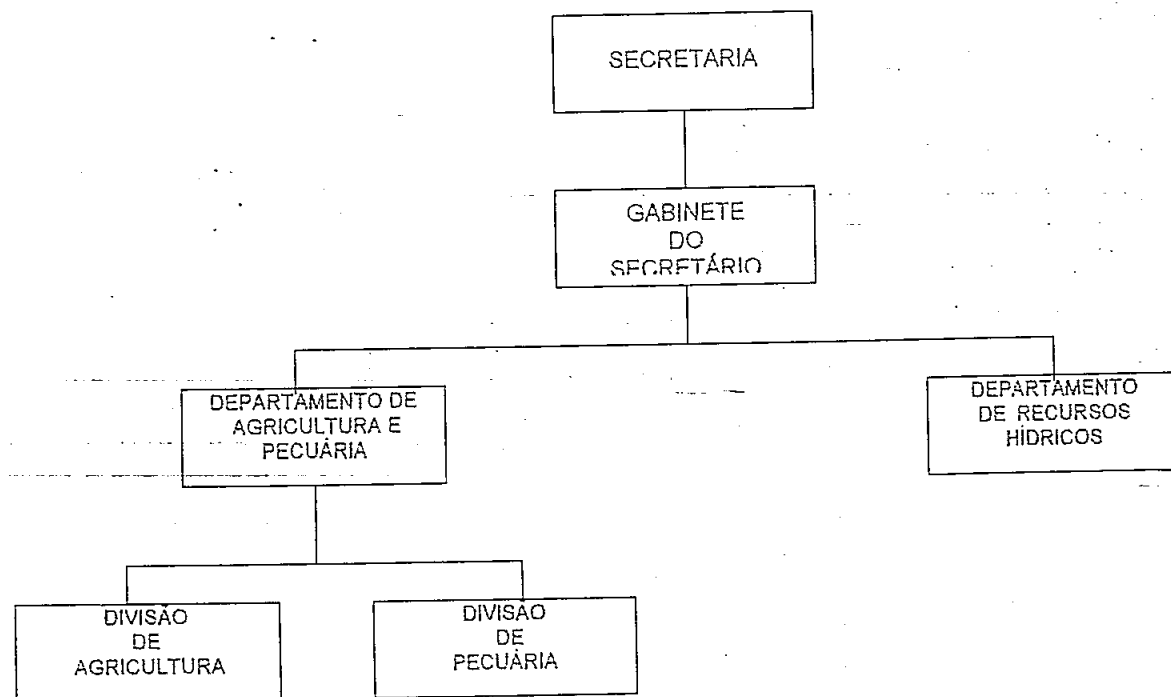 SECRETARIA
GABINETE
DO
SECRETÁRIO
DEPARTAMENTO DE
AGRICULTURA E
PECUÁRIA
DEPARTAMENTO
DE RECURSOS
HÍDRICOS
DIVISÃO
DE
AGRICULTURA
DIVISÃO
DE
PECUÁRIA